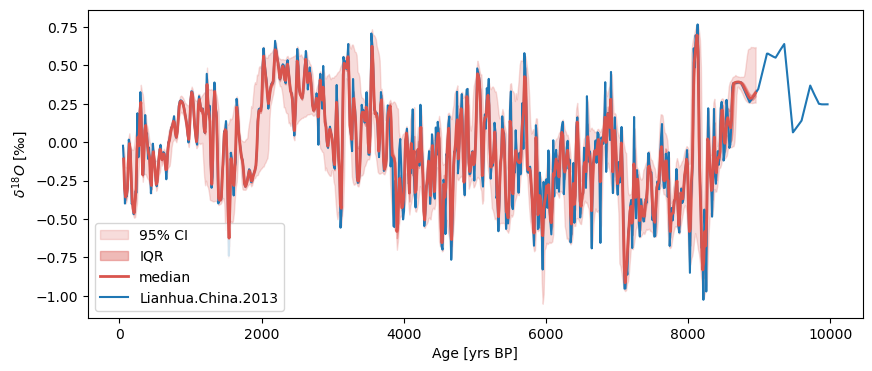 δ¹⁸O [‰]
0.75
0.50
0.25
0.00
−0.25
−0.50
−0.75
−1.00
95% CI
IQR
median
Lianhua.China.2013
0 2000 4000 6000 8000 10000
Age [yrs BP]